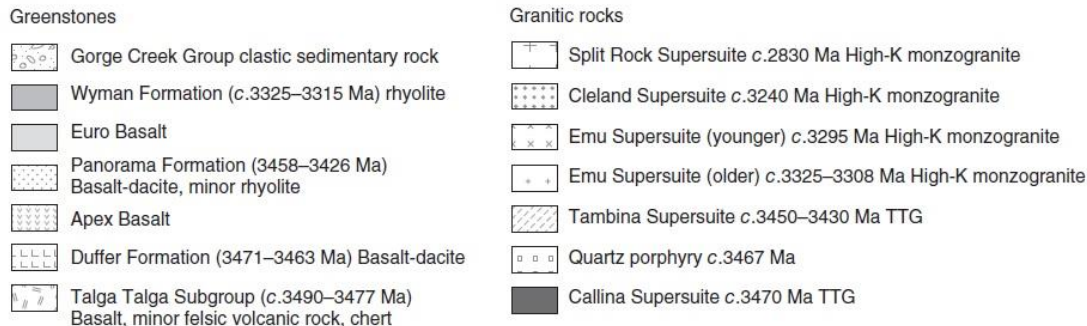 Greenstones
Gorge Creek Group clastic sedimentary rock
Wyman Formation (c.3325–3315 Ma) rhyolite
Euro Basalt
Panorama Formation (3458–3426 Ma)
Basalt-dacite, minor rhyolite
Apex Basalt
Duffer Formation (3471–3463 Ma) Basalt-dacite
Talga Talga Subgroup (c.3490–3477 Ma)
Basalt, minor felsic volcanic rock, chert
Granitic rocks
Split Rock Supersuite c.2830 Ma High-K monzogranite
Cleland Supersuite c.3240 Ma High-K monzogranite
Emu Supersuite (younger) c.3295 Ma High-K monzogranite
Emu Supersuite (older) c.3325–3308 Ma High-K monzogranite
Tambina Supersuite c.3450–3430 Ma TTG
Quartz porphyry c.3467 Ma
Callina Supersuite c.3470 Ma TTG